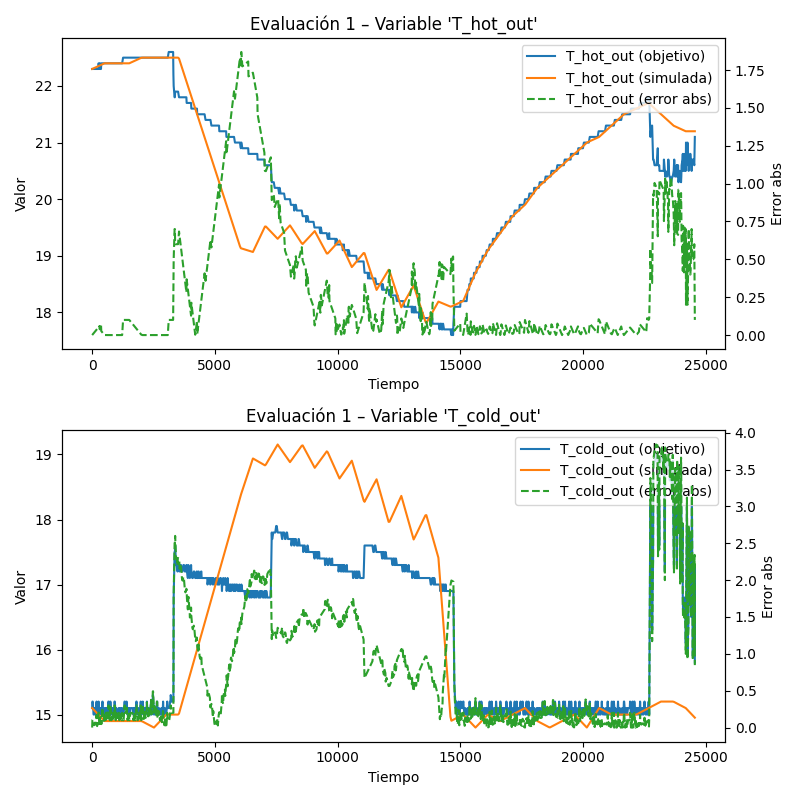 Evaluación 1 – Variable 'T_hot_out'
T_hot_out (objetivo)
T_hot_out (simulada)
T_hot_out (error abs)
22
21
20
19
18
Valor
1.75
1.50
1.25
1.00
0.75
0.50
0.25
0.00
Error abs
0 5000 10000 15000 20000 25000
Tiempo
Evaluación 1 – Variable 'T_cold_out'
T_cold_out (objetivo)
T_cold_out (simulada)
T_cold_out (error abs)
19
18
17
16
15
Valor
4.0
3.5
3.0
2.5
2.0
1.5
1.0
0.5
0.0
Error abs
0 5000 10000 15000 20000 25000
Tiempo